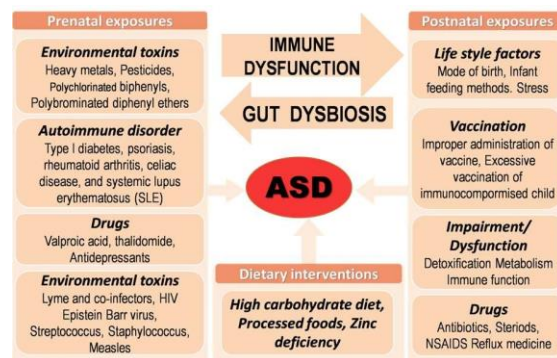 Prenatal exposures
Environmental toxins
Heavy metals, Pesticides,
Polychlorinated biphenyls,
Polybrominated diphenyl ethers
Autoimmune disorder
Type I diabetes, psoriasis,
rheumatoid arthritis, celiac
disease, and systemic lupus
erythematosus (SLE)
Drugs
Valproic acid, thalidomide,
Antidepressants
Environmental toxins
Lyme and co-infectors, HIV
Epistein Barr virus,
Streptococcus, Staphylococcus,
Measles
IMMUNE
DYSFUNCTION
GUT DYSBIOSIS
ASD
Dietary interventions
High carbohydrate diet,
Processed foods, Zinc
deficiency
Postnatal exposures
Life style factors
Mode of birth, Infant
feeding methods. Stress
Vaccination
Improper administration of
vaccine, Excessive
vaccination of
immunocompormised child
Impairment/
Dysfunction
Detoxification Metabolism
Immune function
Drugs
Antibiotics, Steriods,
NSAIDS Reflux medicine